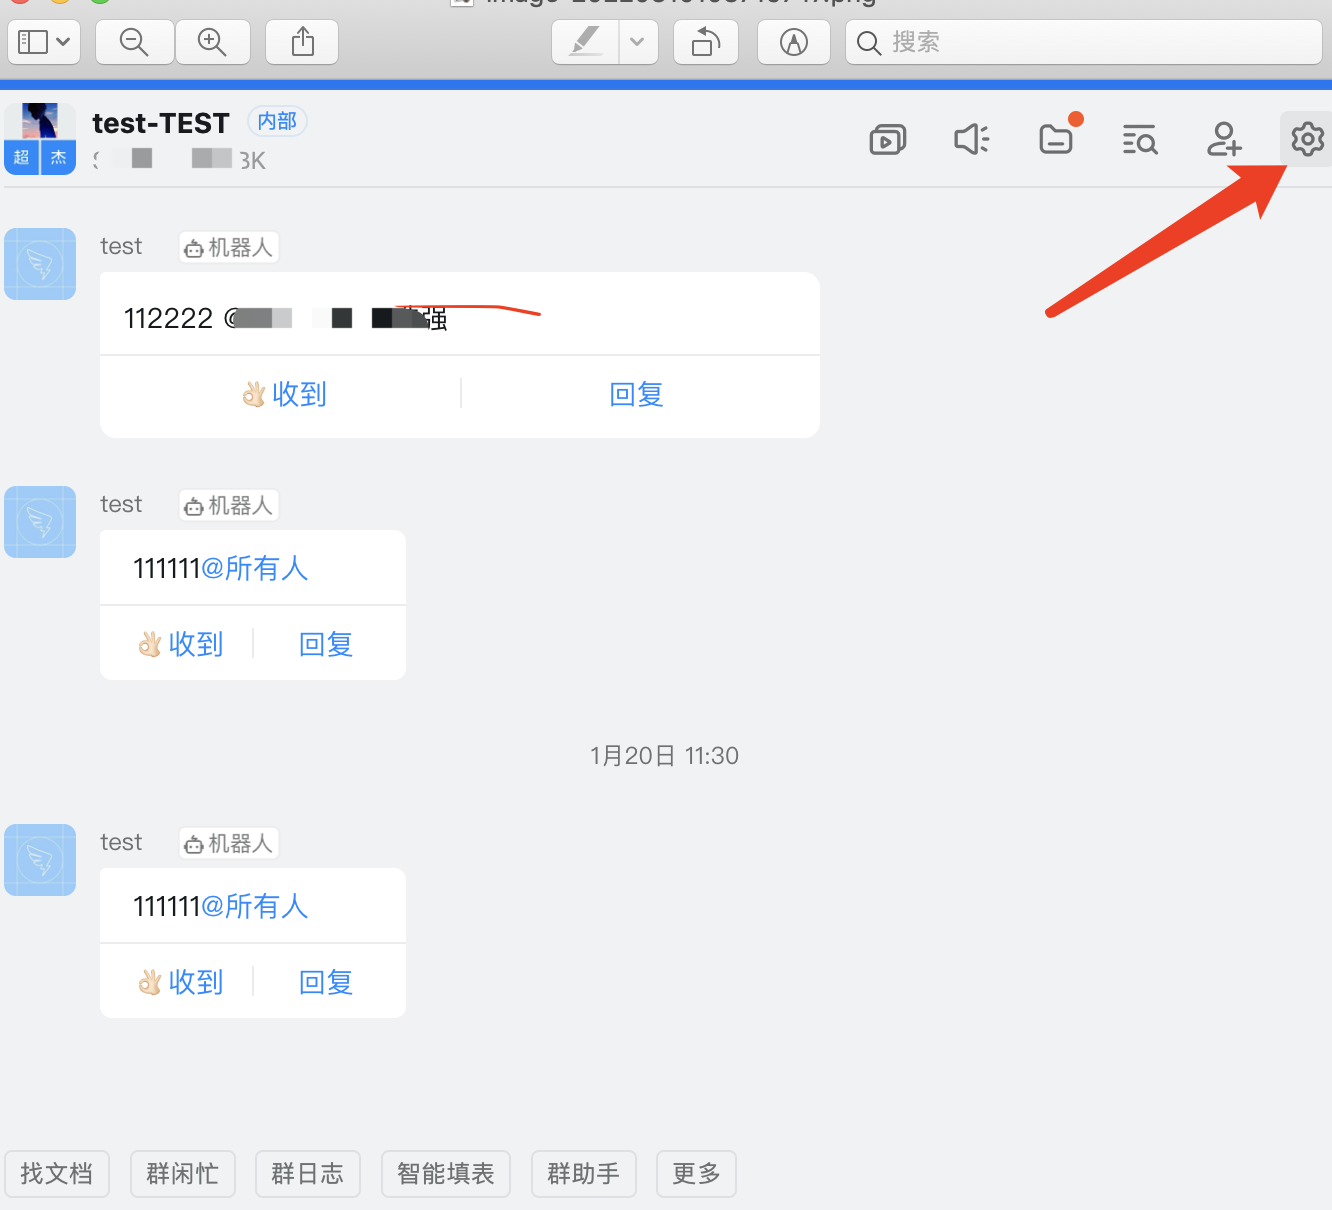 搜索
test-TEST 内部
超 杰
3K
test 机器人
112222 @ 强
👌🏻收到 回复
test 机器人
111111@所有人
👌🏻收到 回复
1月20日 11:30
test 机器人
111111@所有人
👌🏻收到 回复
找文档 群闲忙 群日志 智能填表 群助手 更多